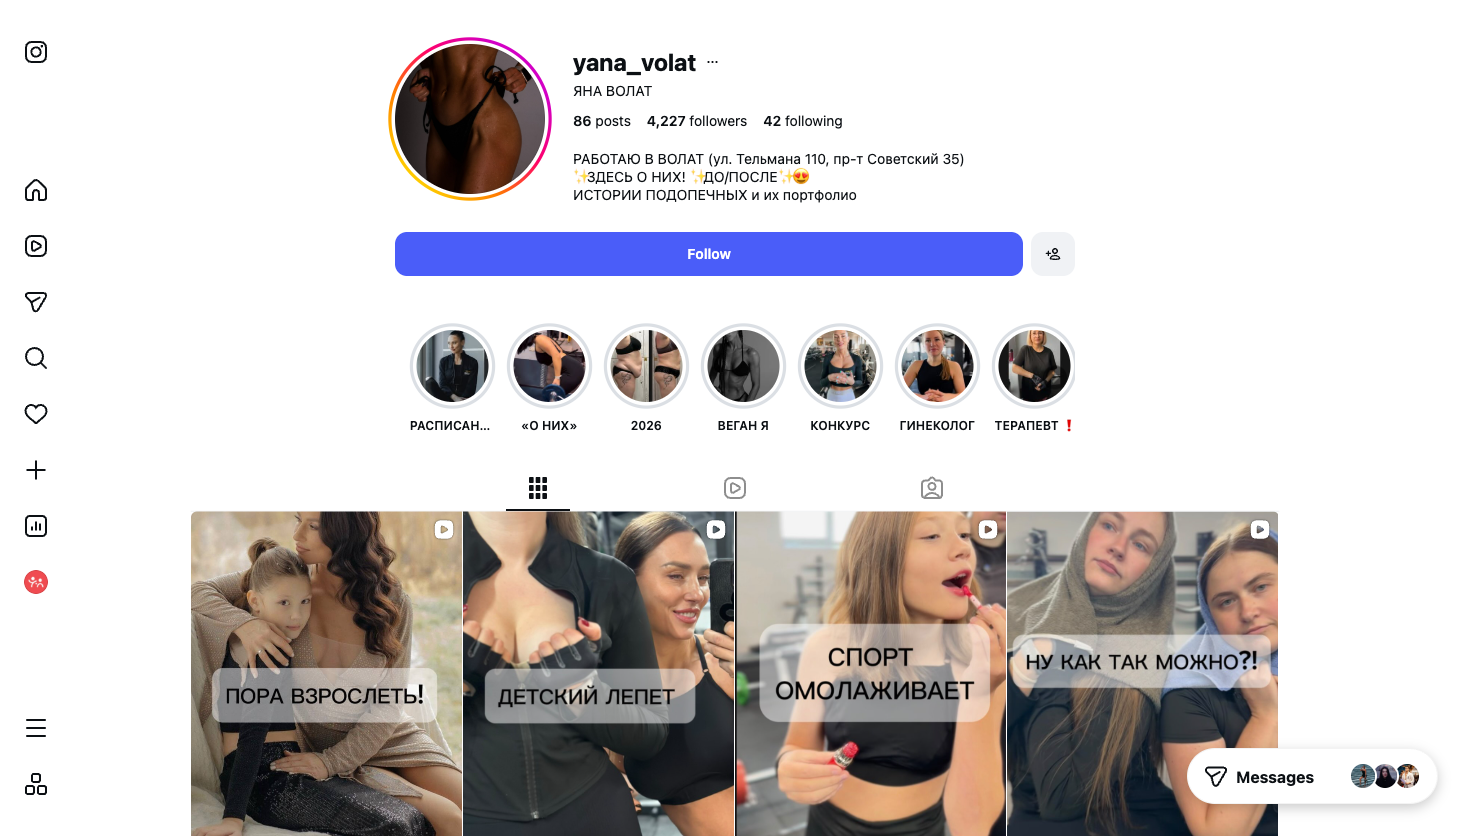 yana_volat ...
ЯНА ВОЛАТ
86 posts 4,227 followers 42 following
РАБОТАЮ В ВОЛАТ (ул. Тельмана 110, пр-т Советский 35)
✨ЗДЕСЬ О НИХ! ✨ДО/ПОСЛЕ✨😍
ИСТОРИИ ПОДОПЕЧНЫХ и их портфолио
Follow
РАСПИСАН... «О НИХ» 2026 ВЕГАН Я КОНКУРС ГИНЕКОЛОГ ТЕРАПЕВТ ❗
ПОРА ВЗРОСЛЕТЬ!
ДЕТСКИЙ ЛЕПЕТ
СПОРТ
ОМОЛАЖИВАЕТ
НУ КАК ТАК МОЖНО?!
Messages